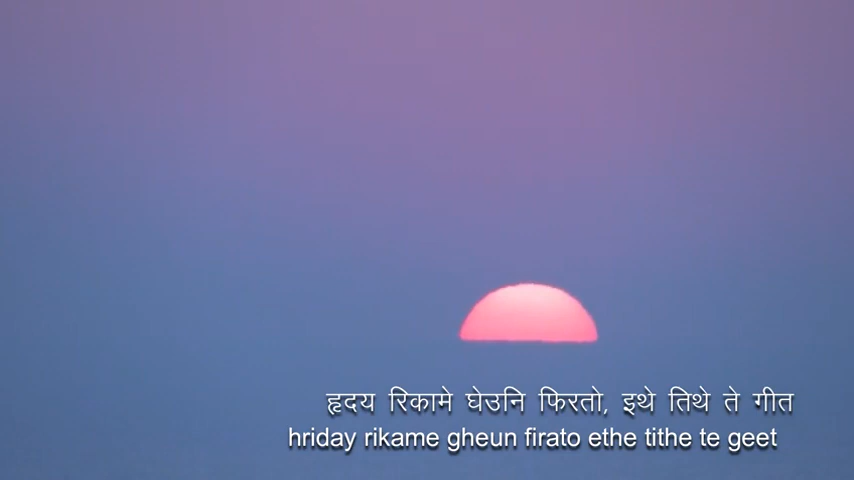 हृदय रिकामे घेउनि फिरतो, इथे तिथे ते गीत
hriday rikame gheun firato ethe tithe te geet